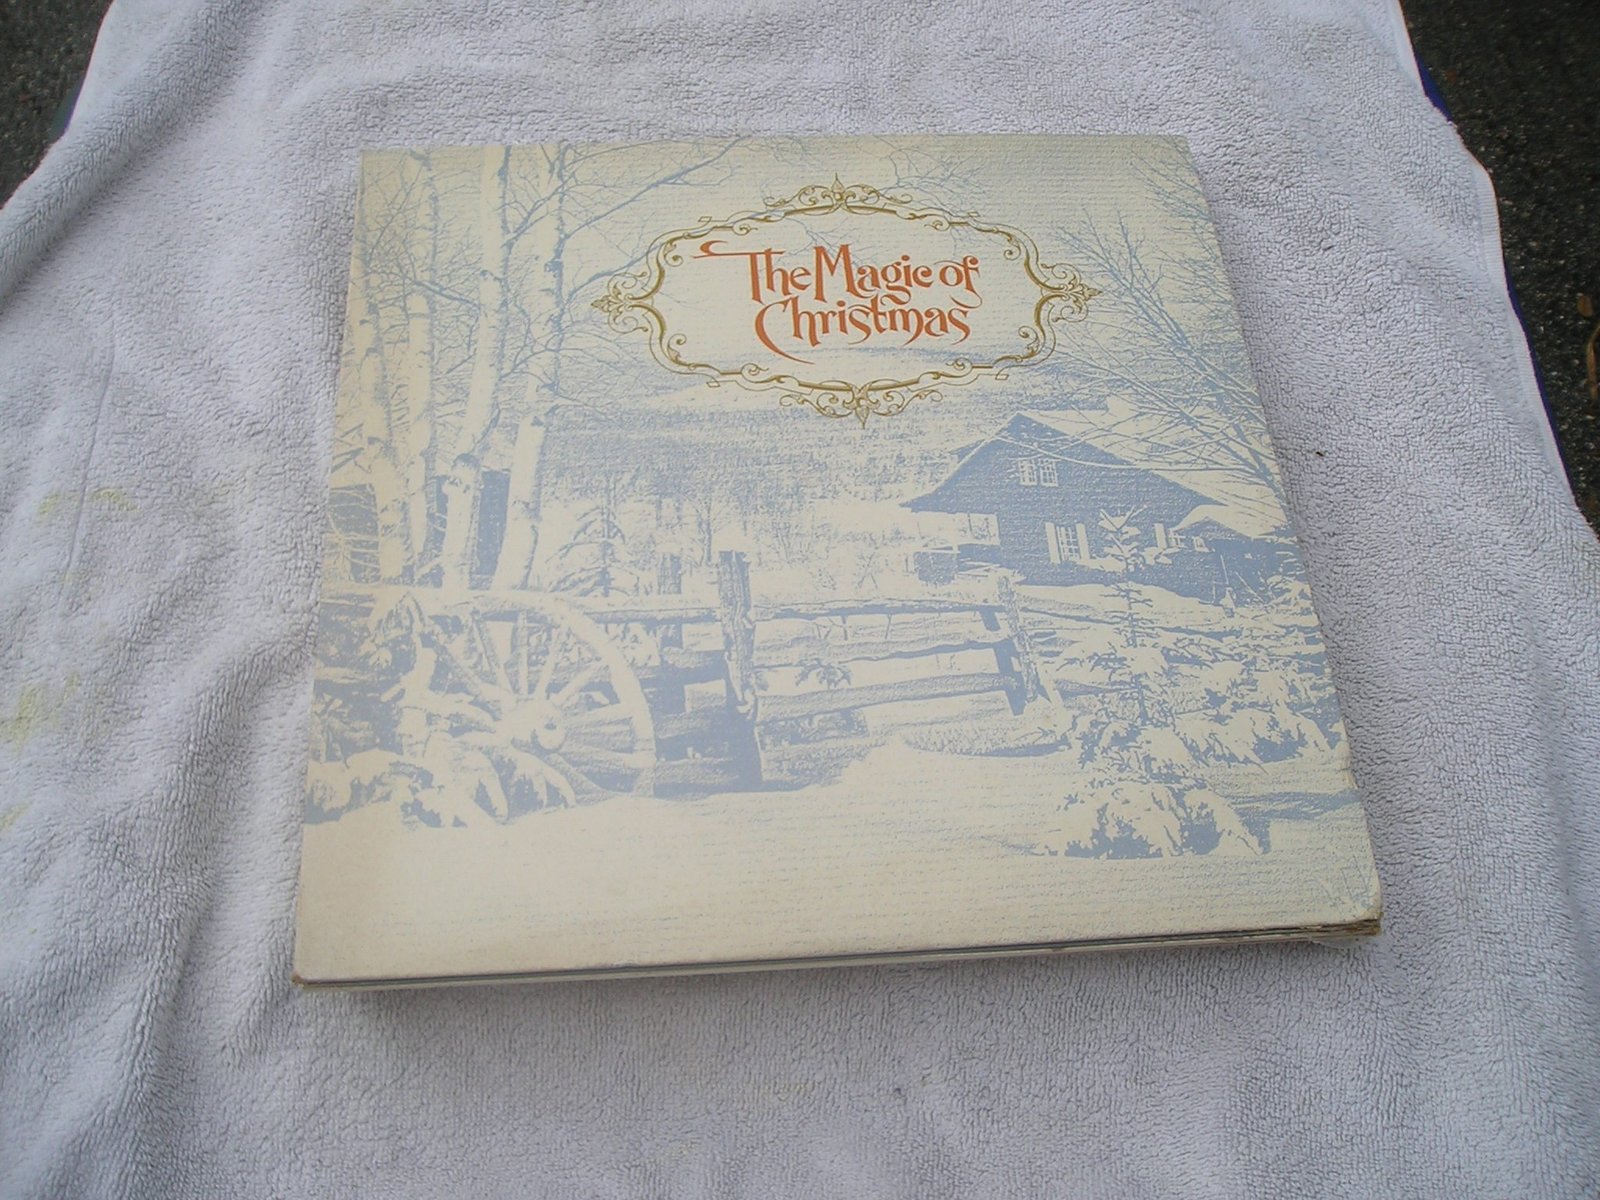 The Magic of
Christmas